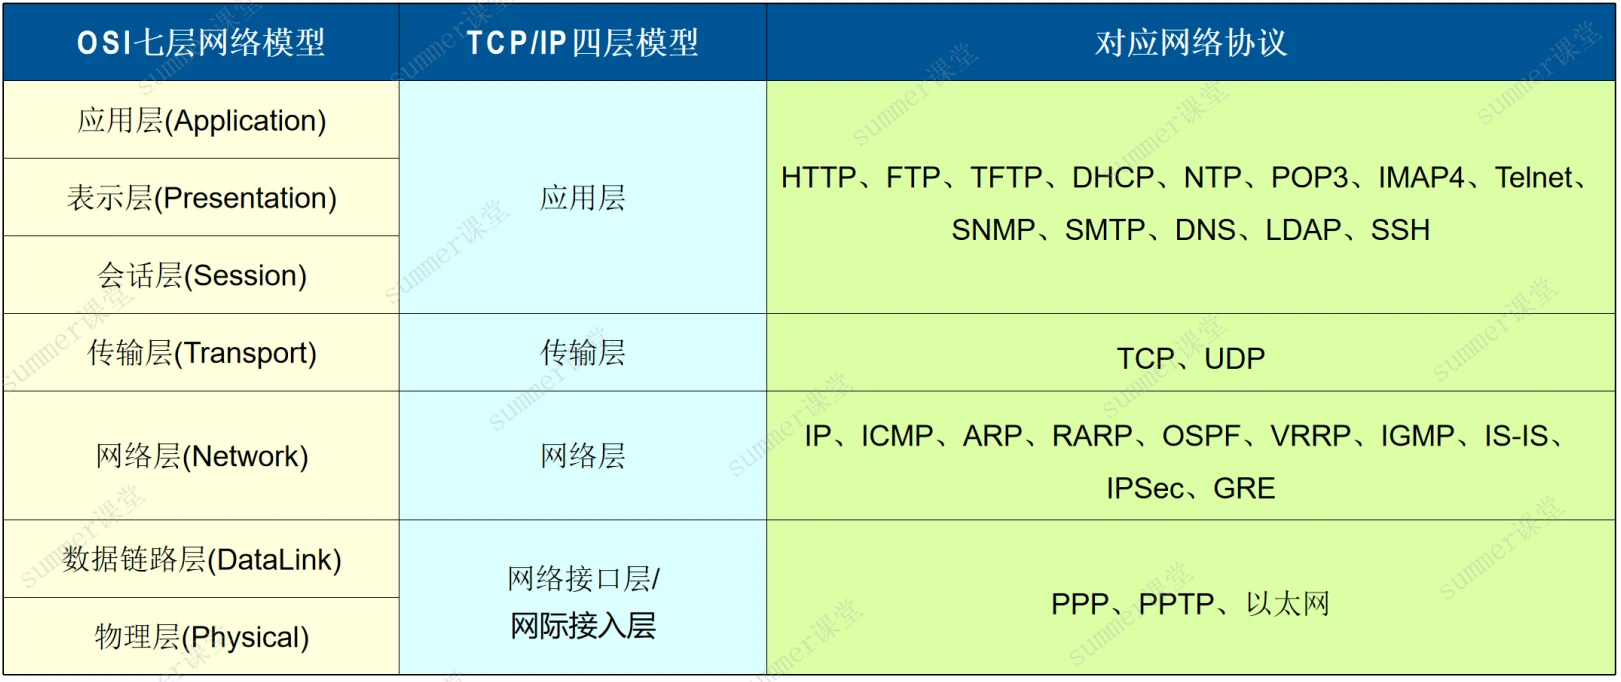 OSI七层网络模型
TCP/IP四层模型
对应网络协议
应用层(Application)
表示层(Presentation)
会话层(Session)
应用层
HTTP、FTP、TFTP、DHCP、NTP、POP3、IMAP4、Telnet、
SNMP、SMTP、DNS、LDAP、SSH
传输层(Transport)
传输层
TCP、UDP
网络层(Network)
网络层
IP、ICMP、ARP、RARP、OSPF、VRRP、IGMP、IS-IS、
IPSec、GRE
数据链路层(DataLink)
物理层(Physical)
网络接口层/
网际接入层
PPP、PPTP、以太网
summer课堂